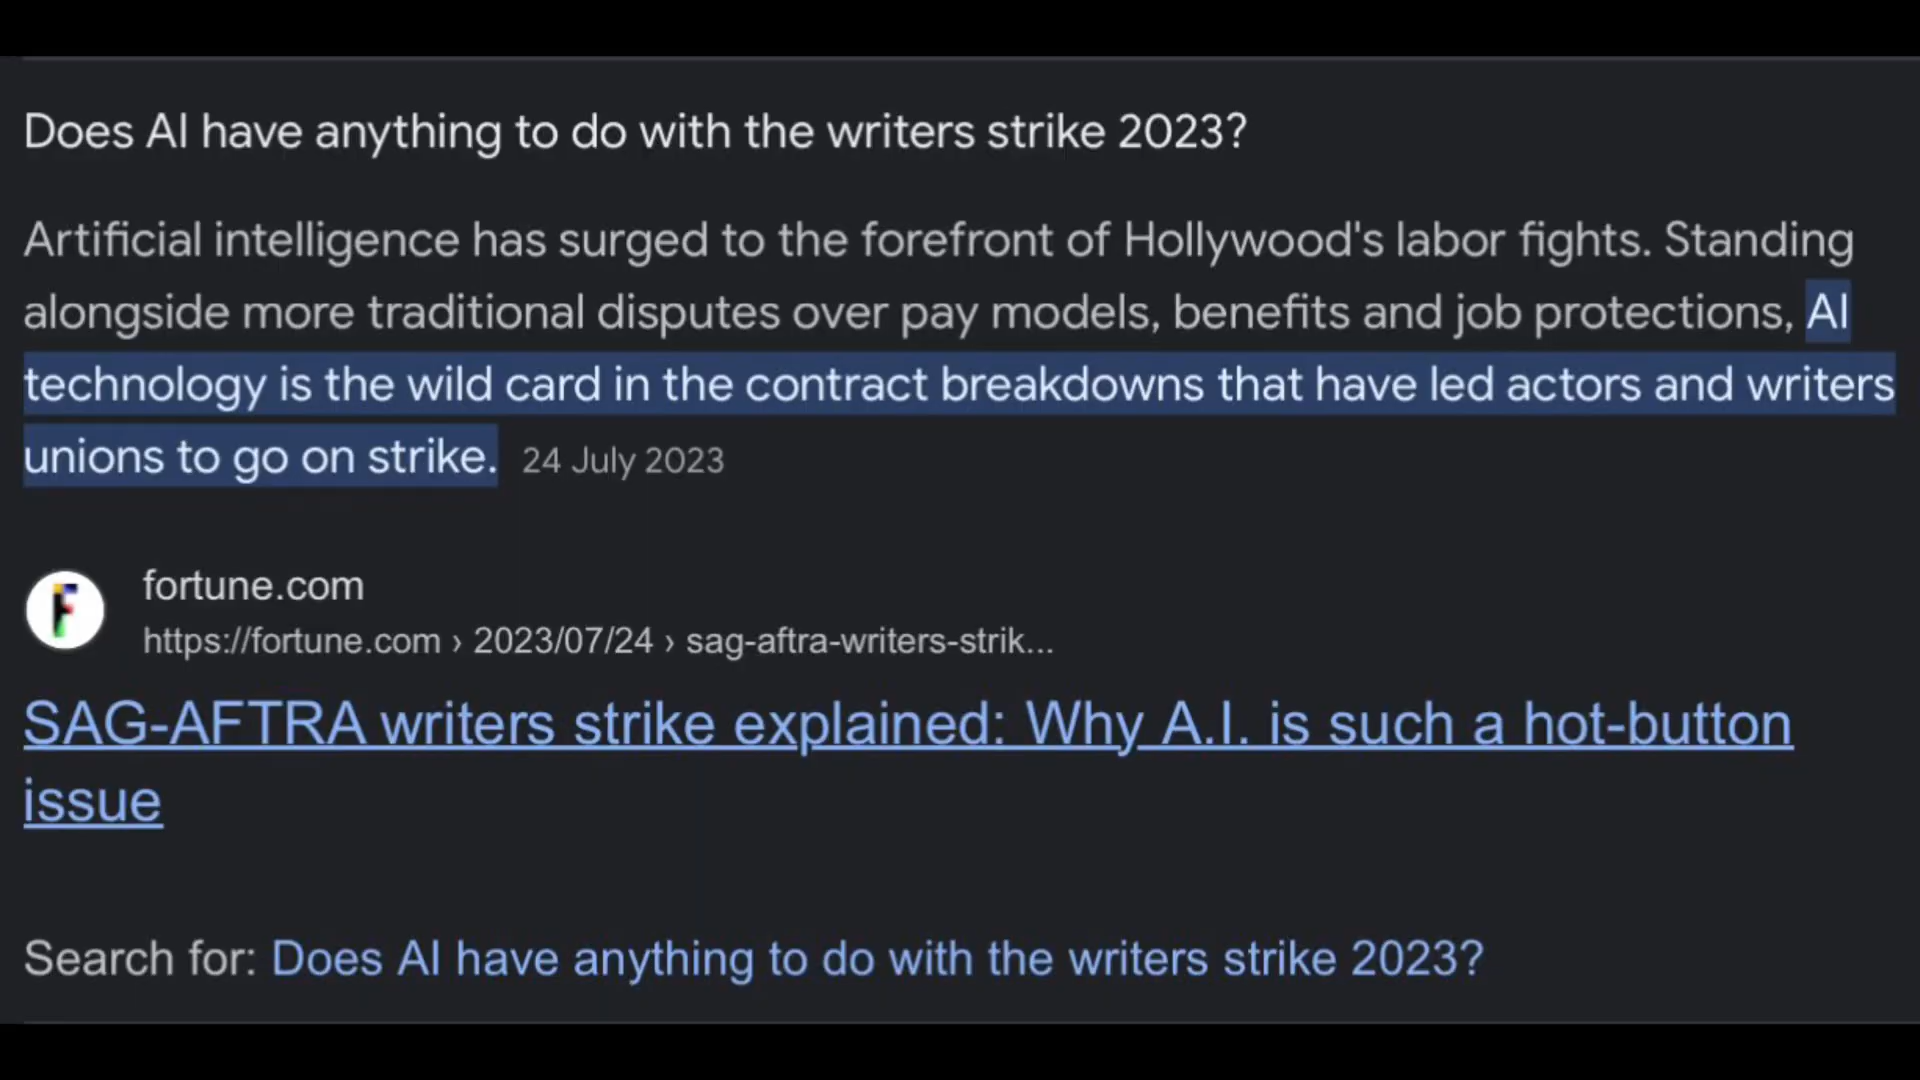 Does AI have anything to do with the writers strike 2023?
Artificial intelligence has surged to the forefront of Hollywood's labor fights. Standing
alongside more traditional disputes over pay models, benefits and job protections, AI
technology is the wild card in the contract breakdowns that have led actors and writers
unions to go on strike. 24 July 2023
F
fortune.com
https://fortune.com › 2023/07/24 › sag-aftra-writers-strik...
SAG-AFTRA writers strike explained: Why A.I. is such a hot-button
issue
Search for: Does AI have anything to do with the writers strike 2023?